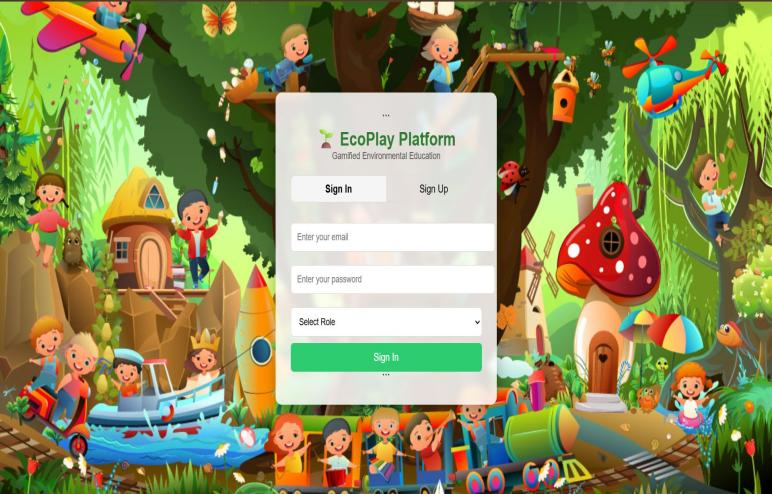 ...
EcoPlay Platform
Gamified Environmental Education
Sign In Sign Up
Enter your email
Enter your password
Select Role
Sign In
...